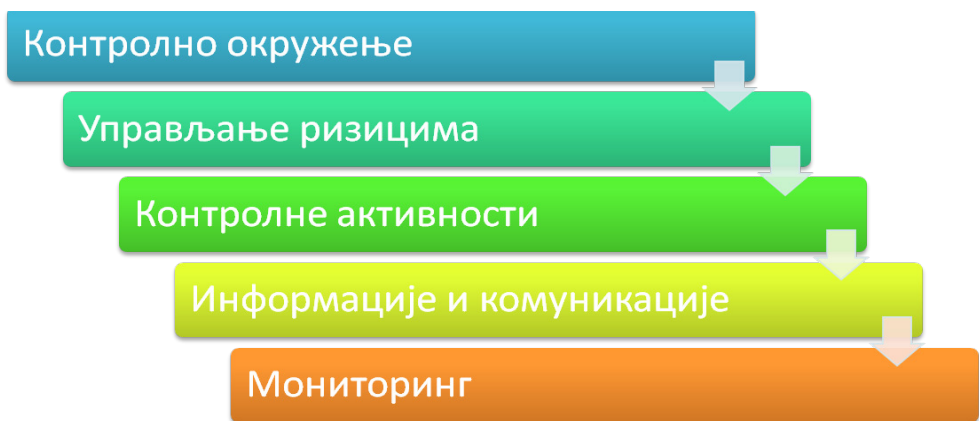 Контролно окружење
Управљање ризицима
Контролне активности
Информације и комуникације
Мониторинг